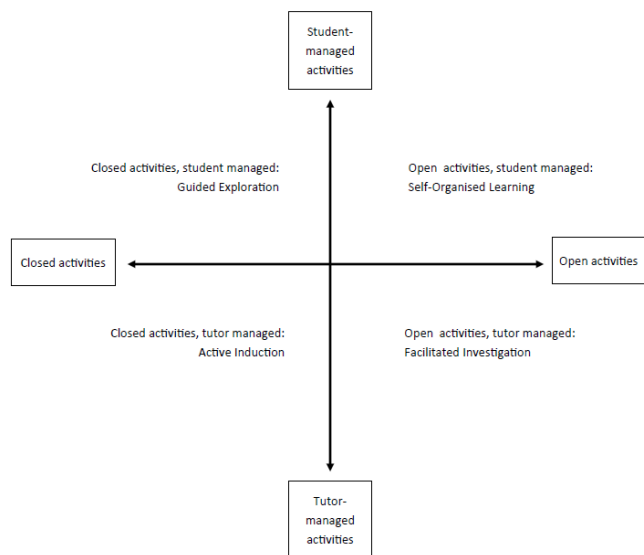 Student-
managed
activities
Closed activities, student managed:
Guided Exploration
Open  activities, student managed:
Self-Organised Learning
Closed activities
Open activities
Closed activities, tutor managed:
Active Induction
Open  activities, tutor managed:
Facilitated Investigation
Tutor-
managed
activities